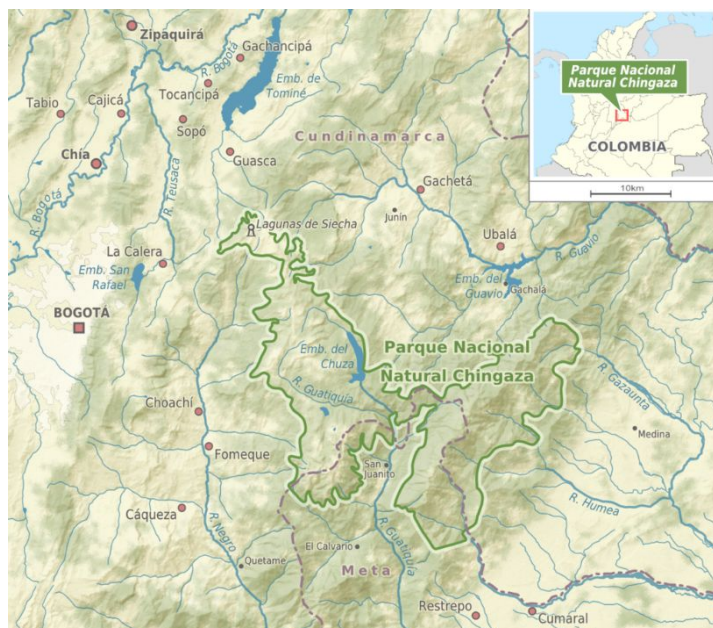 Zipaquirá
Gachancipá
R. Bogotá
Emb. de
Tominé
Tocancipá
Tabio
Cajicá
Sopó
Chía
Guasca
R. Teusaca
R. Bogotá
Cundinamarca
Gachetá
Junín
Lagunas de Siecha
Ubalá
R. Guavio
La Calera
Emb. San
Rafael
Emb. del
Guavio
Gachalá
BOGOTÁ
Emb. del
Chuza
Parque Nacional
Natural Chingaza
R. Guatiquía
R. Gazaunta
Choachí
Medina
Fomeque
San
Juanito
R. Humea
Cáqueza
R. Negro
R. Guatiquía
El Calvario
Quetame
Meta
Restrepo
Cumaral
Parque Nacional
Natural Chingaza
COLOMBIA
10km